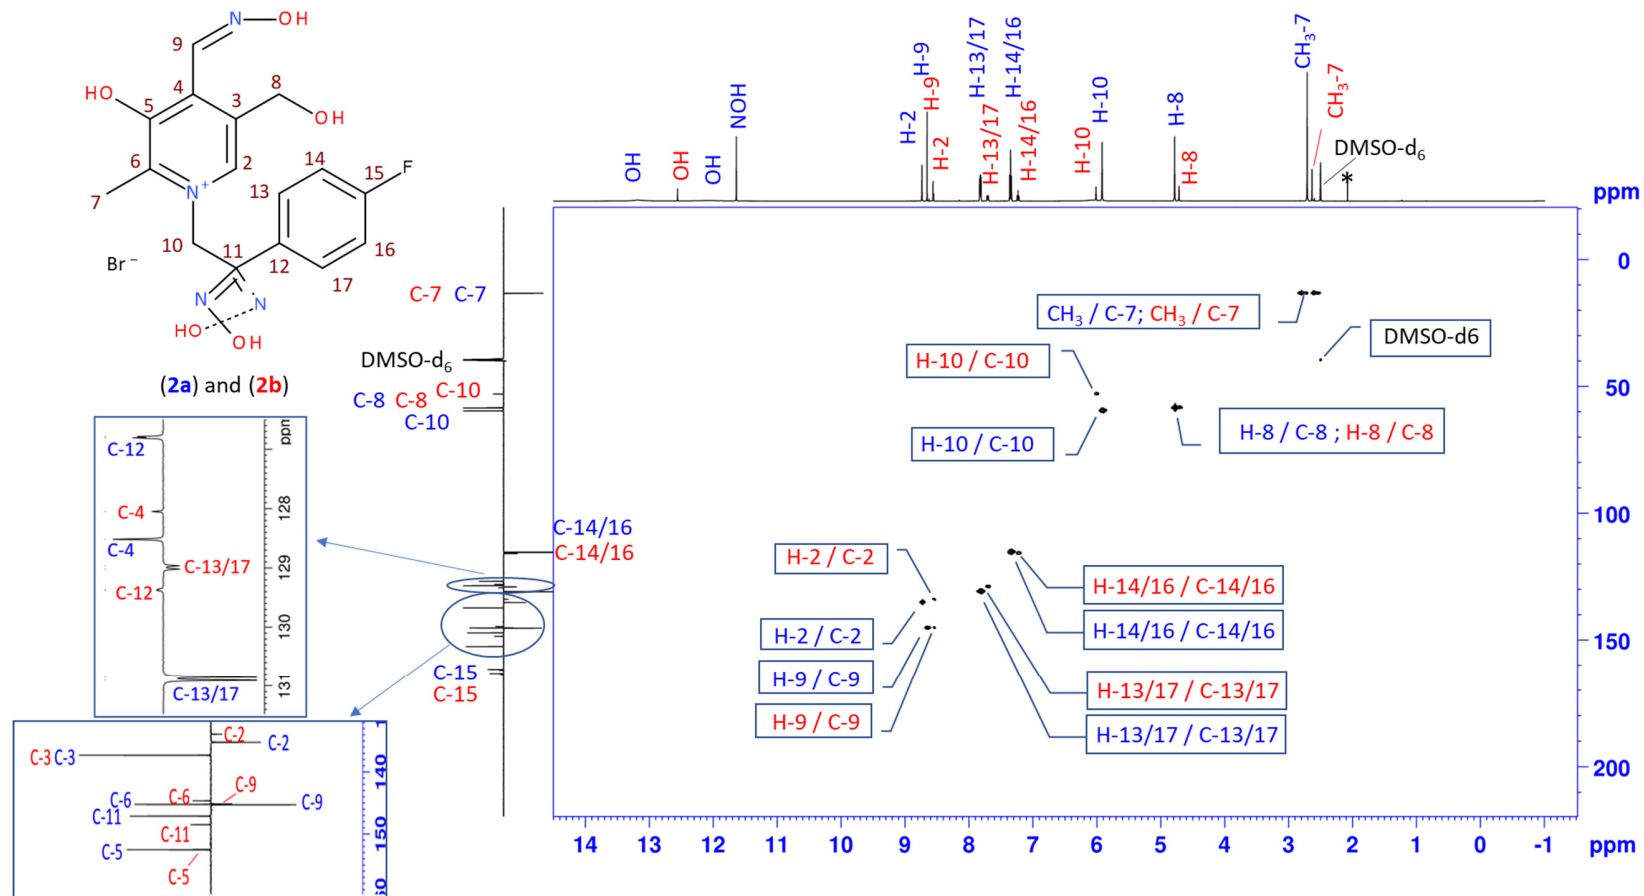 N
OH
9
HO
4
8
5
3
OH
6
2
7
N+
14
15
F
13
10
11
12
16
17
Br−
N
N
HO
OH
(2a) and (2b)
OH
OH
OH
NOH
H-2
H-9
H-9
H-2
H-13/17
H-13/17
H-14/16
H-14/16
H-10
H-10
H-8
H-8
CH3-7
CH3-7
DMSO-d6
*
ppm
C-7 C-7
DMSO-d6
C-10
C-8 C-8
C-10
C-14/16
C-14/16
C-15
C-15
CH3 / C-7; CH3 / C-7
DMSO-d6
H-10 / C-10
H-10 / C-10
H-8 / C-8 ; H-8 / C-8
H-2 / C-2
H-2 / C-2
H-9 / C-9
H-9 / C-9
H-14/16 / C-14/16
H-14/16 / C-14/16
H-13/17 / C-13/17
H-13/17 / C-13/17
0
50
100
150
200
14 13 12 11 10 9 8 7 6 5 4 3 2 1 0 -1 ppm
ppm
C-12
C-4
128
C-4
C-13/17
129
C-12
130
C-13/17
131
C-2
C-2
C-3 C-3
140
C-9
C-6
C-6
C-9
C-11
C-11
150
C-5
C-5